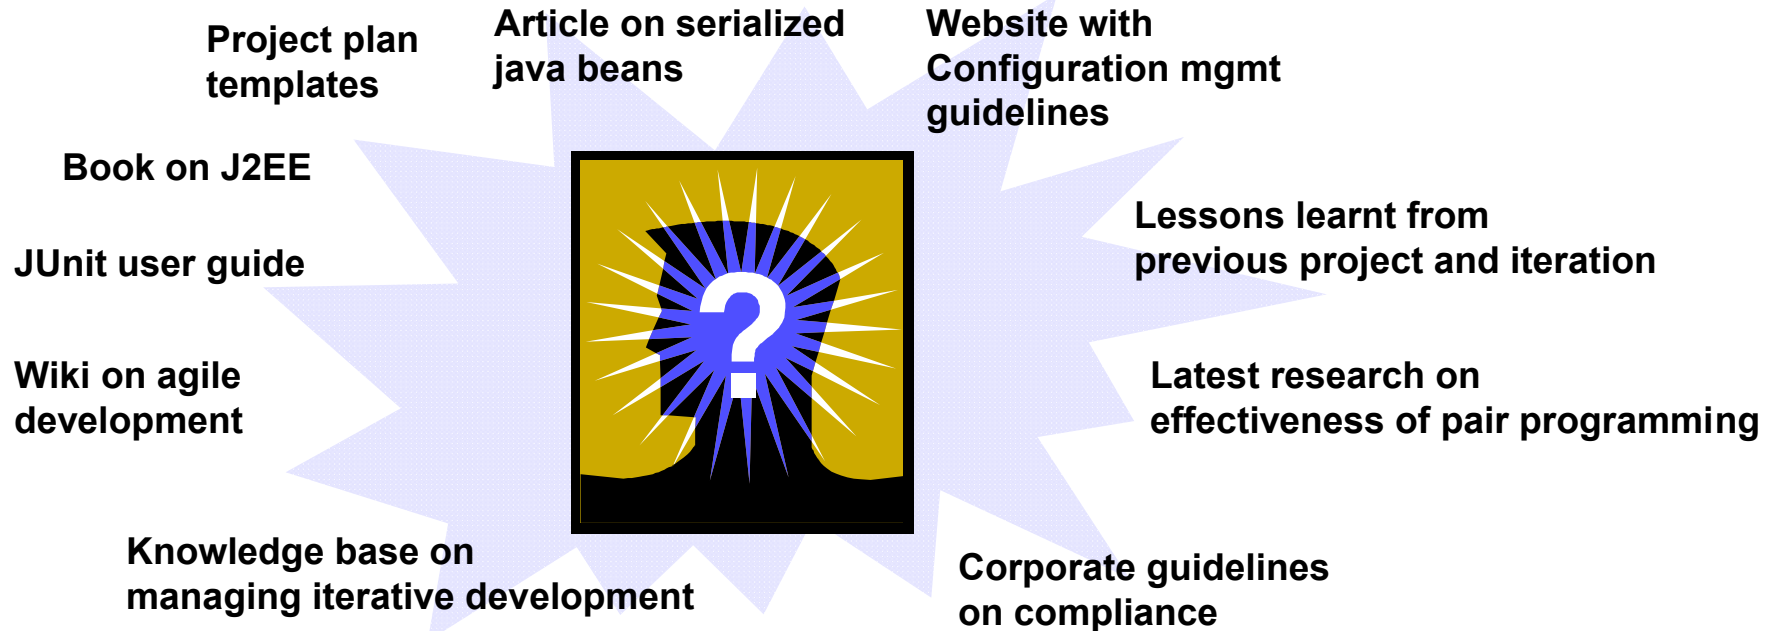 Project plan
templates
Article on serialized
java beans
Website with
Configuration mgmt
guidelines
Book on J2EE
JUnit user guide
Lessons learnt from
previous project and iteration
Wiki on agile
development
Latest research on
effectiveness of pair programming
Knowledge base on
managing iterative development
Corporate guidelines
on compliance
?